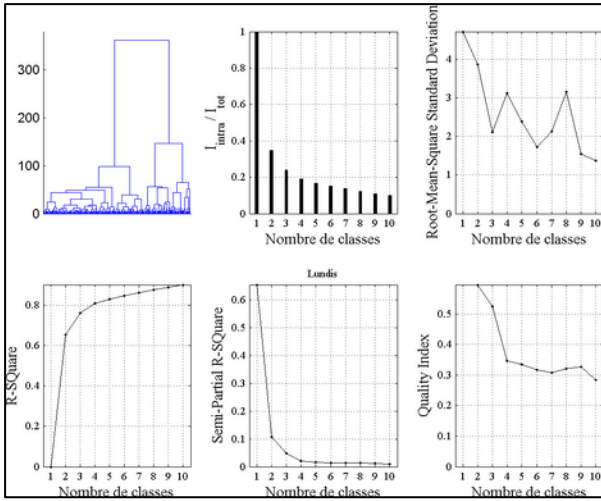 300
200
100
0
I_intra / I_tot
1
0.8
0.6
0.4
0.2
0
1 2 3 4 5 6 7 8 9 10
Nombre de classes
Root-Mean-Square Standard Deviation
4
3
2
1
0
1 2 3 4 5 6 7 8 9 10
Nombre de classes
R-SQuare
0.8
0.6
0.4
0.2
0
1 2 3 4 5 6 7 8 9 10
Nombre de classes
Lundis
Semi-Partial R-SQuare
0.6
0.5
0.4
0.3
0.2
0.1
0
1 2 3 4 5 6 7 8 9 10
Nombre de classes
Quality Index
0.5
0.4
0.3
0.2
0.1
0
1 2 3 4 5 6 7 8 9 10
Nombre de classes